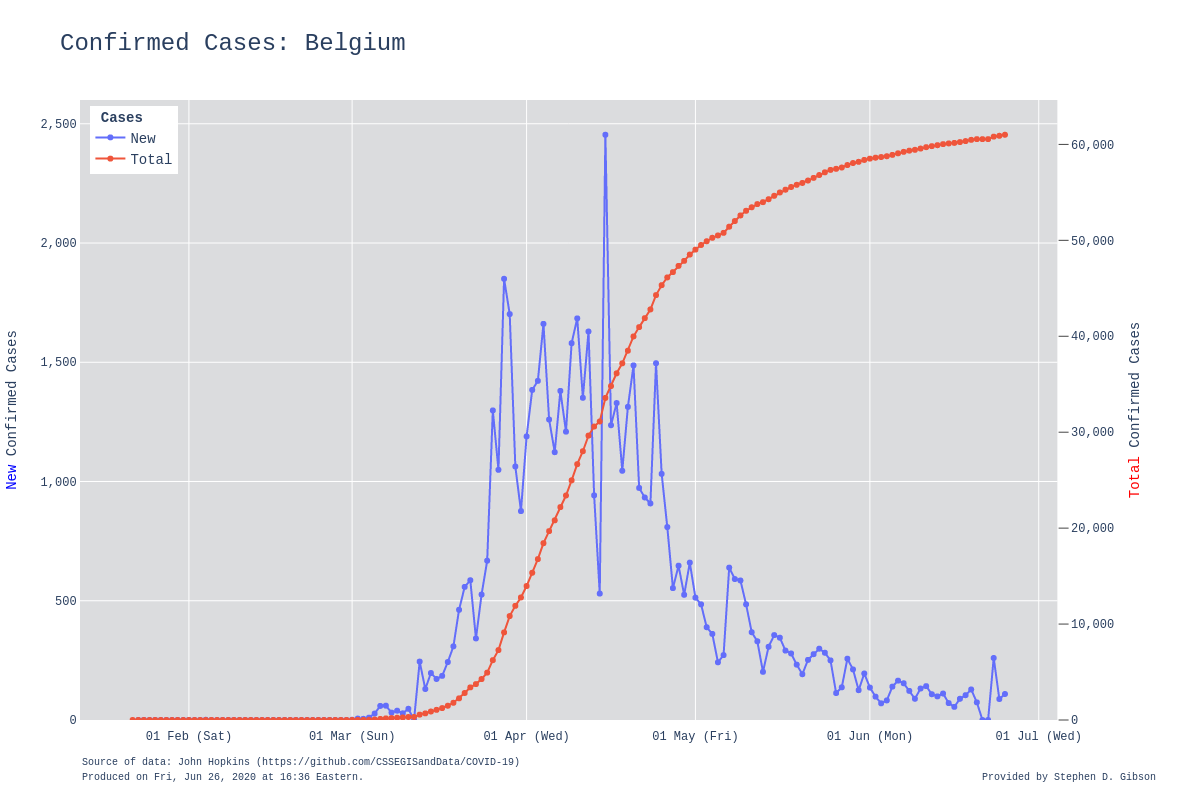 Confirmed Cases: Belgium
Cases
New
Total
2,500
2,000
1,500
1,000
500
0
New Confirmed Cases
60,000
50,000
40,000
30,000
20,000
10,000
0
Total Confirmed Cases
01 Feb (Sat) 01 Mar (Sun) 01 Apr (Wed) 01 May (Fri) 01 Jun (Mon) 01 Jul (Wed)
Source of data: John Hopkins (https://github.com/CSSEGISandData/COVID-19)
Produced on Fri, Jun 26, 2020 at 16:36 Eastern.
Provided by Stephen D. Gibson